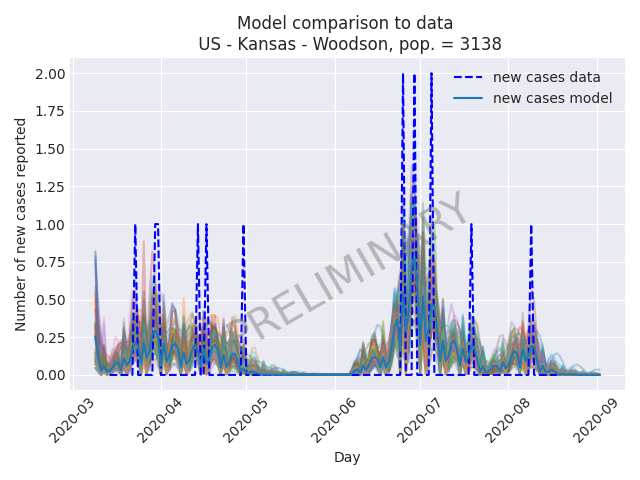 Model comparison to data
US - Kansas - Woodson, pop. = 3138
new cases data
new cases model
Number of new cases reported
2.00
1.75
1.50
1.25
1.00
0.75
0.50
0.25
0.00
PRELIMINARY
2020-03
2020-04
2020-05
2020-06
2020-07
2020-08
2020-09
Day